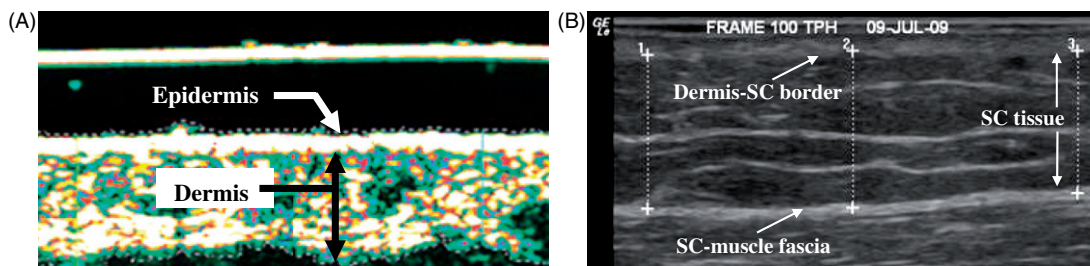 (A)
Epidermis
Dermis
(B)
GE
FRAME 100 TPH 09-JUL-09
1
2
3
Dermis-SC border
SC tissue
SC-muscle fascia